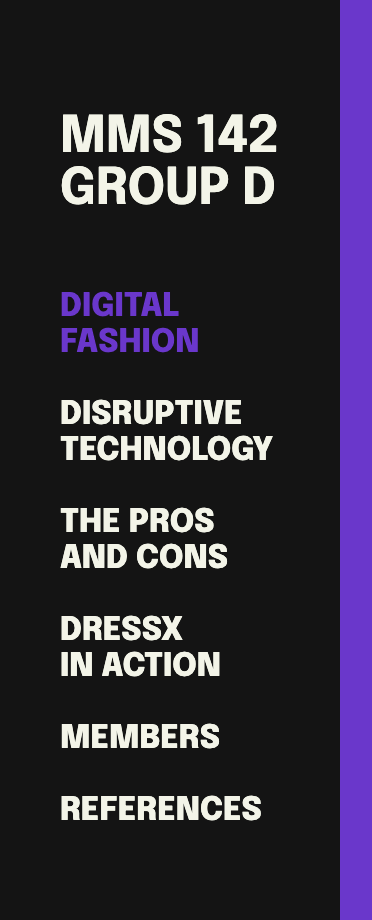 MMS 142
GROUP D
DIGITAL
FASHION
DISRUPTIVE
TECHNOLOGY
THE PROS
AND CONS
DRESSX
IN ACTION
MEMBERS
REFERENCES